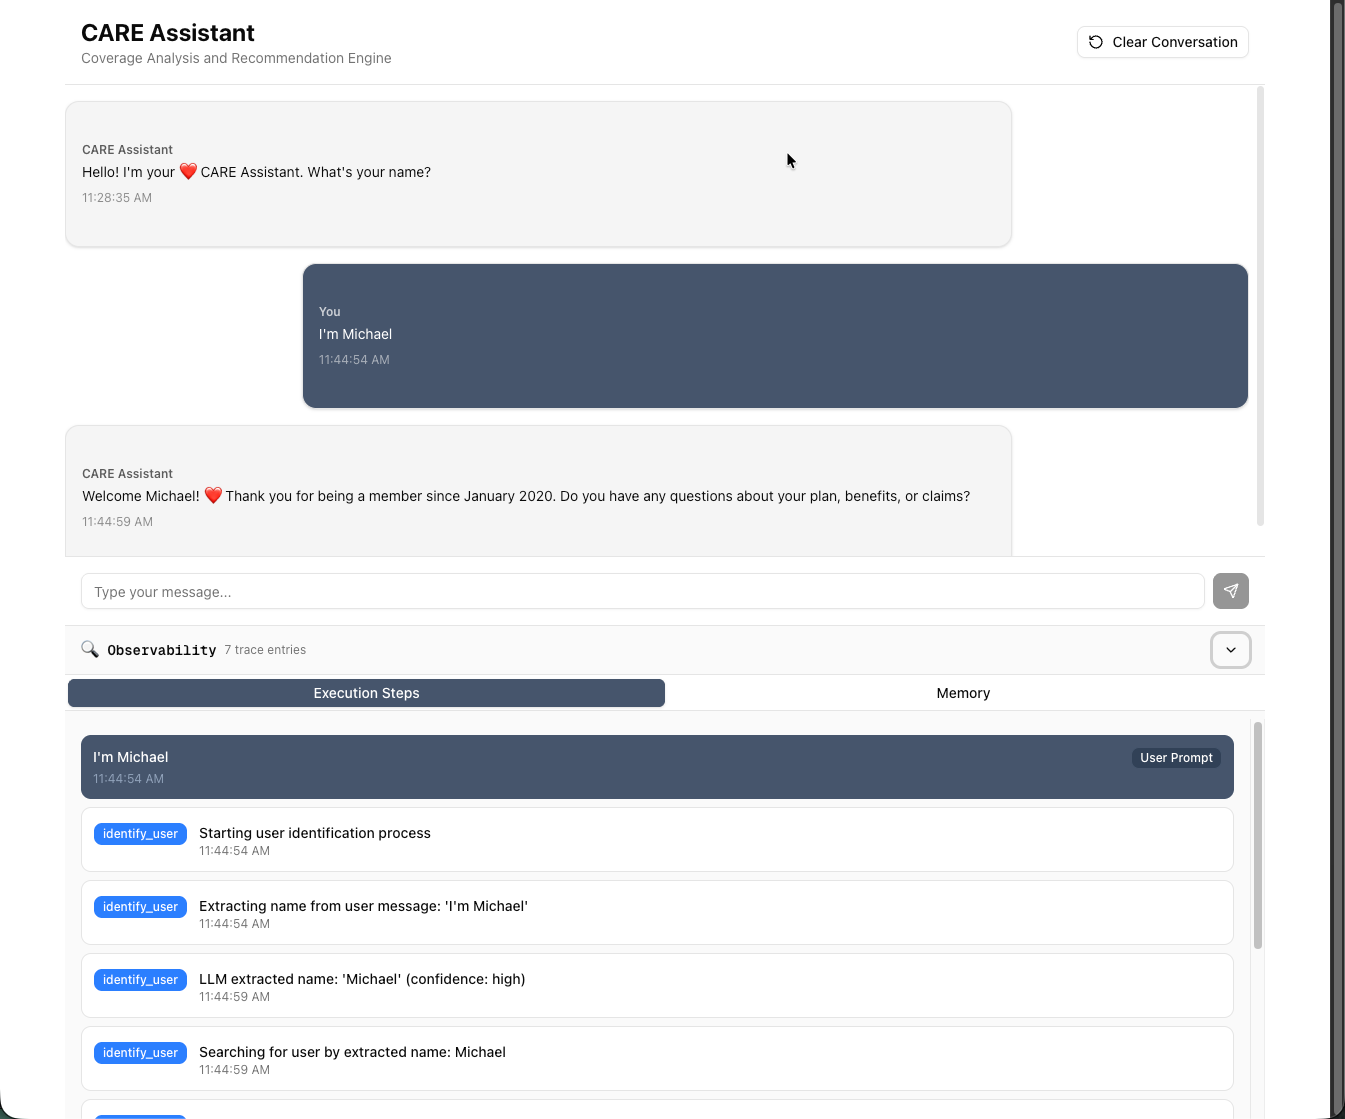 CARE Assistant
Coverage Analysis and Recommendation Engine
Clear Conversation
CARE Assistant
Hello! I'm your ❤️ CARE Assistant. What's your name?
11:28:35 AM
You
I'm Michael
11:44:54 AM
CARE Assistant
Welcome Michael! ❤️ Thank you for being a member since January 2020. Do you have any questions about your plan, benefits, or claims?
11:44:59 AM
Type your message...
🔍 Observability 7 trace entries
Execution Steps
Memory
I'm Michael
User Prompt
11:44:54 AM
identify_user Starting user identification process
11:44:54 AM
identify_user Extracting name from user message: 'I'm Michael'
11:44:54 AM
identify_user LLM extracted name: 'Michael' (confidence: high)
11:44:59 AM
identify_user Searching for user by extracted name: Michael
11:44:59 AM